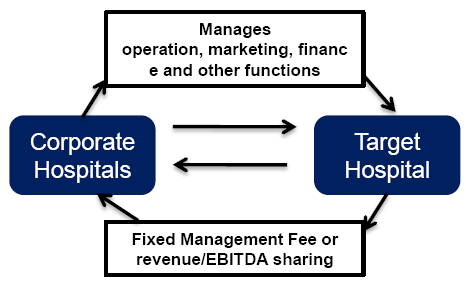 Manages
operation, marketing, financ
e and other functions
Corporate
Hospitals
Target
Hospital
Fixed Management Fee or
revenue/EBITDA sharing